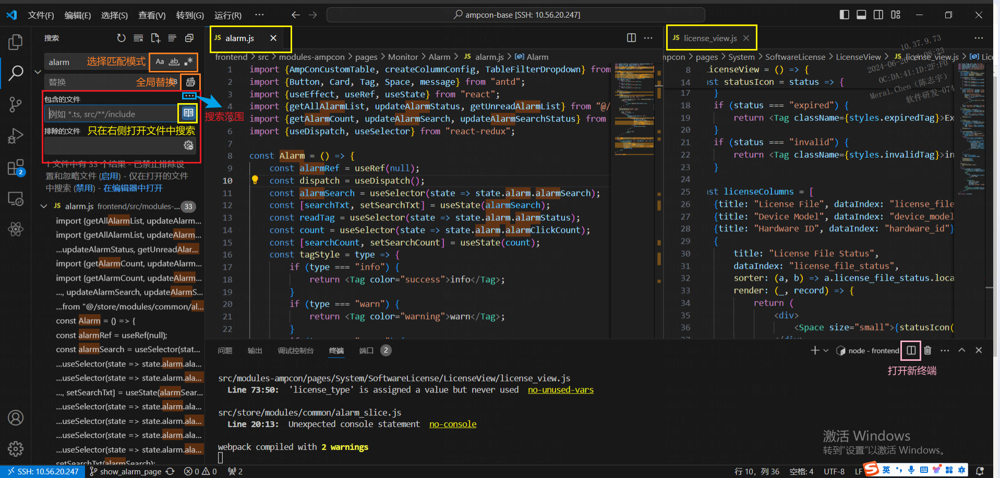 文件(F) 编辑(E) 选择(S) 查看(V) 转到(G) 运行(R) ··· ampcon-base [SSH: 10.56.20.247]
搜索
alarm 选择匹配模式 Aa ab .*
替换 全局替换
包含的文件 ···
例如 *.ts, src/**/include
搜索范围
排除的文件 只在右侧打开文件中搜索
1 文件中有 33 个结果 - 已禁止排除设
置和忽略文件 (启用) - 仅在打开的文件
中搜索 (禁用) - 在编辑器中打开
JS alarm.js frontend/src/modules-... 33
import {getAllAlarmList, updateAlarm...
import {getAllAlarmList, updateAlarm...
...updateAlarmStatus, getUnreadAlar...
import {getAlarmCount, updateAlarm...
import {getAlarmCount, updateAlarm...
..., updateAlarmSearch, updateAlarmS...
...from "@/store/modules/common/al...
const Alarm = () => {
const alarmRef = useRef(null);
const alarmSearch = useSelector(stat...
...useSelector(state => state.alarm.ala...
...useSelector(state => state.alarm.ala...
..., setSearchTxt] = useState(alarmSear...
...useSelector(state => state.alarm.ala...
...useSelector(state => state.alarm.ala...
...useSelector(state => state.alarm.ala...
...useSelector(state => state.alarm.ala...
setSearchTxt(alarmSearch);
2
JS alarm.js
frontend > src > modules-ampcon > pages > Monitor > Alarm > JS alarm.js > Alarm
1 import {AmpConCustomTable, createColumnConfig, TableFilterDropdown} from
2 import {Button, Card, Tag, Space, message} from "antd";
3 import {useEffect, useRef, useState} from "react";
4 import {getAllAlarmList, updateAlarmStatus, getUnreadAlarmList} from "@/
import {getAlarmCount, updateAlarmSearch, updateAlarmSearchStatus} from
6 import {useDispatch, useSelector} from "react-redux";
7
8 const Alarm = () => {
9 const alarmRef = useRef(null);
10 const dispatch = useDispatch();
11 const alarmSearch = useSelector(state => state.alarm.alarmSearch);
12 const [searchTxt, setSearchTxt] = useState(alarmSearch);
13 const readTag = useSelector(state => state.alarm.alarmStatus);
14 const count = useSelector(state => state.alarm.alarmClickCount);
15 const [searchCount, setSearchCount] = useState(count);
16 const tagStyle = type => {
17 if (type === "info") {
18 return <Tag color="success">info</Tag>;
19 }
20 if (type === "warn") {
21 return <Tag color="warning">warn</Tag>;
22 }
JS license_view.js
mpcon > pages > System > SoftwareLicense > LicenseView > JS license_view.js > Lice
8 .icenseView = () => {
14 ıst statusIcon = status => {
17 }
18 if (status === "expired") {
19 return <Tag className={styles.expiredTag}>Ex
20 }
21 if (status === "invalid") {
22 return <Tag className={styles.invalidTag}>in
23 }
24
25 ıst licenseColumns = [
26 {title: "License File", dataIndex: "license_file
27 {title: "Device Model", dataIndex: "device_model
28 {title: "Hardware ID", dataIndex: "hardware_id"}
29 {
30 title: "License File Status",
31 dataIndex: "license_file_status",
32 sorter: (a, b) => a.license_file_status.loca
33 render: (_, record) => {
34 return (
35 <div>
36 <Space size="small">{statusIcon(
10.37.9.73
2024-06-20 14:08:23
0C:DA:41:1D:2F:F0
Meral.Chen (陈志宇)
软件研发-074
问题 输出 调试控制台 终端 端口 2 node - frontend
打开新终端
src/modules-ampcon/pages/System/SoftwareLicense/LicenseView/license_view.js
Line 73:50: 'license_type' is assigned a value but never used no-unused-vars
src/store/modules/common/alarm_slice.js
Line 20:13: Unexpected console statement no-console
webpack compiled with 2 warnings
激活 Windows
转到“设置”以激活 Windows。
SSH: 10.56.20.247 show_alarm_page 0 0 2 行 10，列 36 空格: 4 UTF-8 LF 英